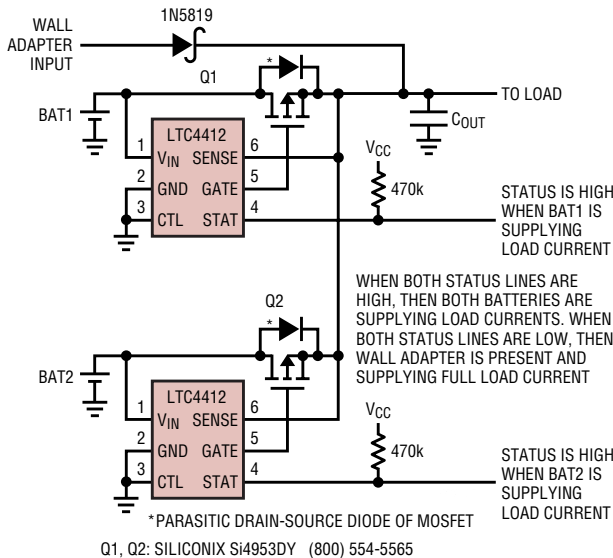 1N5819
WALL
ADAPTER
INPUT
*
Q1
TO LOAD
BAT1
COUT
LTC4412
1
VIN
SENSE
6
2
GND
GATE
5
3
CTL
STAT
4
VCC
470k
STATUS IS HIGH
WHEN BAT1 IS
SUPPLYING
LOAD CURRENT
WHEN BOTH STATUS LINES ARE
HIGH, THEN BOTH BATTERIES ARE
SUPPLYING LOAD CURRENTS. WHEN
BOTH STATUS LINES ARE LOW, THEN
WALL ADAPTER IS PRESENT AND
SUPPLYING FULL LOAD CURRENT
Q2
*
BAT2
LTC4412
1
VIN
SENSE
6
2
GND
GATE
5
3
CTL
STAT
4
VCC
470k
STATUS IS HIGH
WHEN BAT2 IS
SUPPLYING
LOAD CURRENT
*PARASITIC DRAIN-SOURCE DIODE OF MOSFET
Q1, Q2: SILICONIX Si4953DY (800) 554-5565